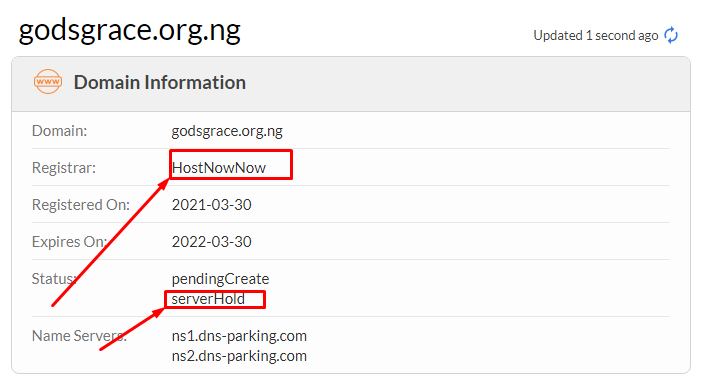 godsgrace.org.ng
Updated 1 second ago
www
Domain Information
Domain: godsgrace.org.ng
Registrar: HostNowNow
Registered On: 2021-03-30
Expires On: 2022-03-30
Status: pendingCreate
serverHold
Name Servers: ns1.dns-parking.com
ns2.dns-parking.com